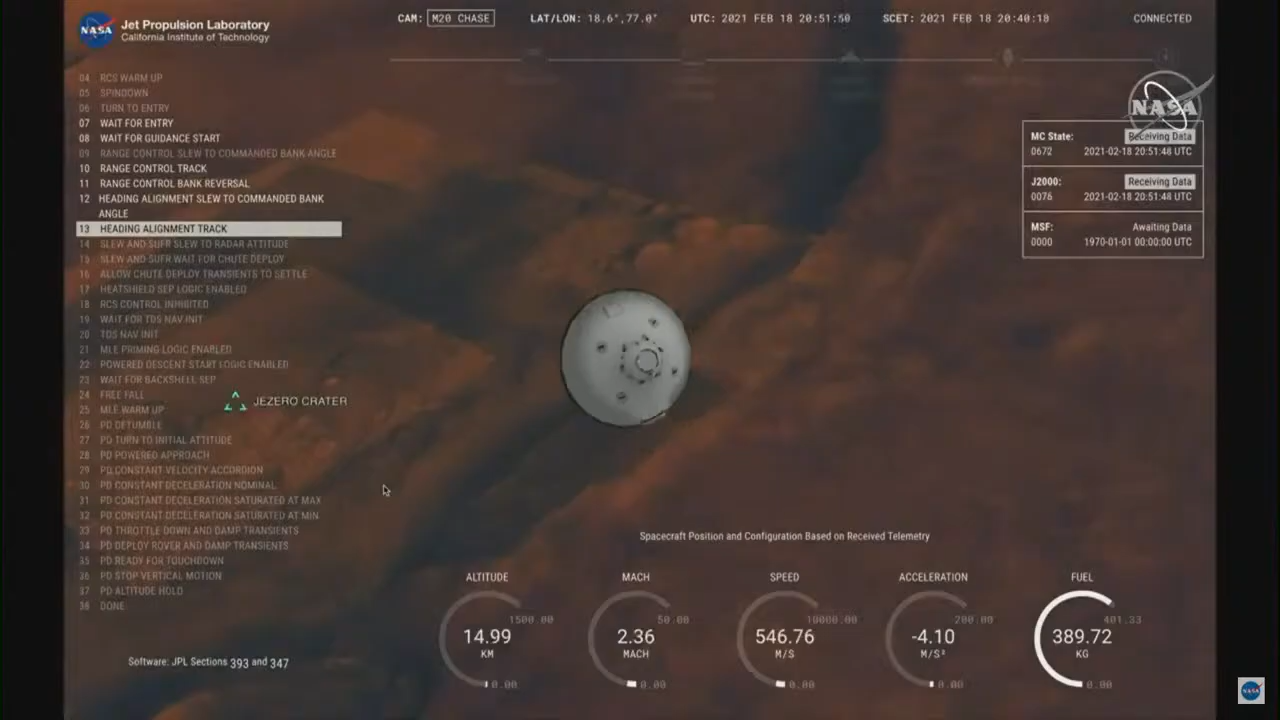 NASA
Jet Propulsion Laboratory
California Institute of Technology
CAM: M20 CHASE LAT/LON: 18.6°,77.0° UTC: 2021 FEB 18 20:51:50 SCET: 2021 FEB 18 20:40:18 CONNECTED
NASA
04 RCS WARM UP
05 SPINDOWN
06 TURN TO ENTRY
07 WAIT FOR ENTRY
08 WAIT FOR GUIDANCE START
09 RANGE CONTROL SLEW TO COMMANDED BANK ANGLE
10 RANGE CONTROL TRACK
11 RANGE CONTROL BANK REVERSAL
12 HEADING ALIGNMENT SLEW TO COMMANDED BANK
ANGLE
13 HEADING ALIGNMENT TRACK
14 SLEW AND SUFR SLEW TO RADAR ATTITUDE
15 SLEW AND SUFR WAIT FOR CHUTE DEPLOY
16 ALLOW CHUTE DEPLOY TRANSIENTS TO SETTLE
17 HEATSHIELD SEP LOGIC ENABLED
18 RCS CONTROL INHIBITED
19 WAIT FOR TDS NAV INIT
20 TDS NAV INIT
21 MLE PRIMING LOGIC ENABLED
22 POWERED DESCENT START LOGIC ENABLED
23 WAIT FOR BACKSHELL SEP
24 FREE FALL
25 MLE WARM UP
26 PD DETUMBLE
27 PD TURN TO INITIAL ATTITUDE
28 PD POWERED APPROACH
29 PD CONSTANT VELOCITY ACCORDION
30 PD CONSTANT DECELERATION NOMINAL
31 PD CONSTANT DECELERATION SATURATED AT MAX
32 PD CONSTANT DECELERATION SATURATED AT MIN
33 PD THROTTLE DOWN AND DAMP TRANSIENTS
34 PD DEPLOY ROVER AND DAMP TRANSIENTS
35 PD READY FOR TOUCHDOWN
36 PD STOP VERTICAL MOTION
37 PD ALTITUDE HOLD
38 DONE
JEZERO CRATER
Software: JPL Sections 393 and 347
MC State: Receiving Data
0672 2021-02-18 20:51:48 UTC
J2000: Receiving Data
0076 2021-02-18 20:51:48 UTC
MSF: Awaiting Data
0000 1970-01-01 00:00:00 UTC
Spacecraft Position and Configuration Based on Received Telemetry
ALTITUDE MACH SPEED ACCELERATION FUEL
1500.00 50.00 10000.00 200.00 401.33
14.99 2.36 546.76 -4.10 389.72
KM MACH M/S M/S² KG
0.00 0.00 0.00 0.00 0.00
NASA